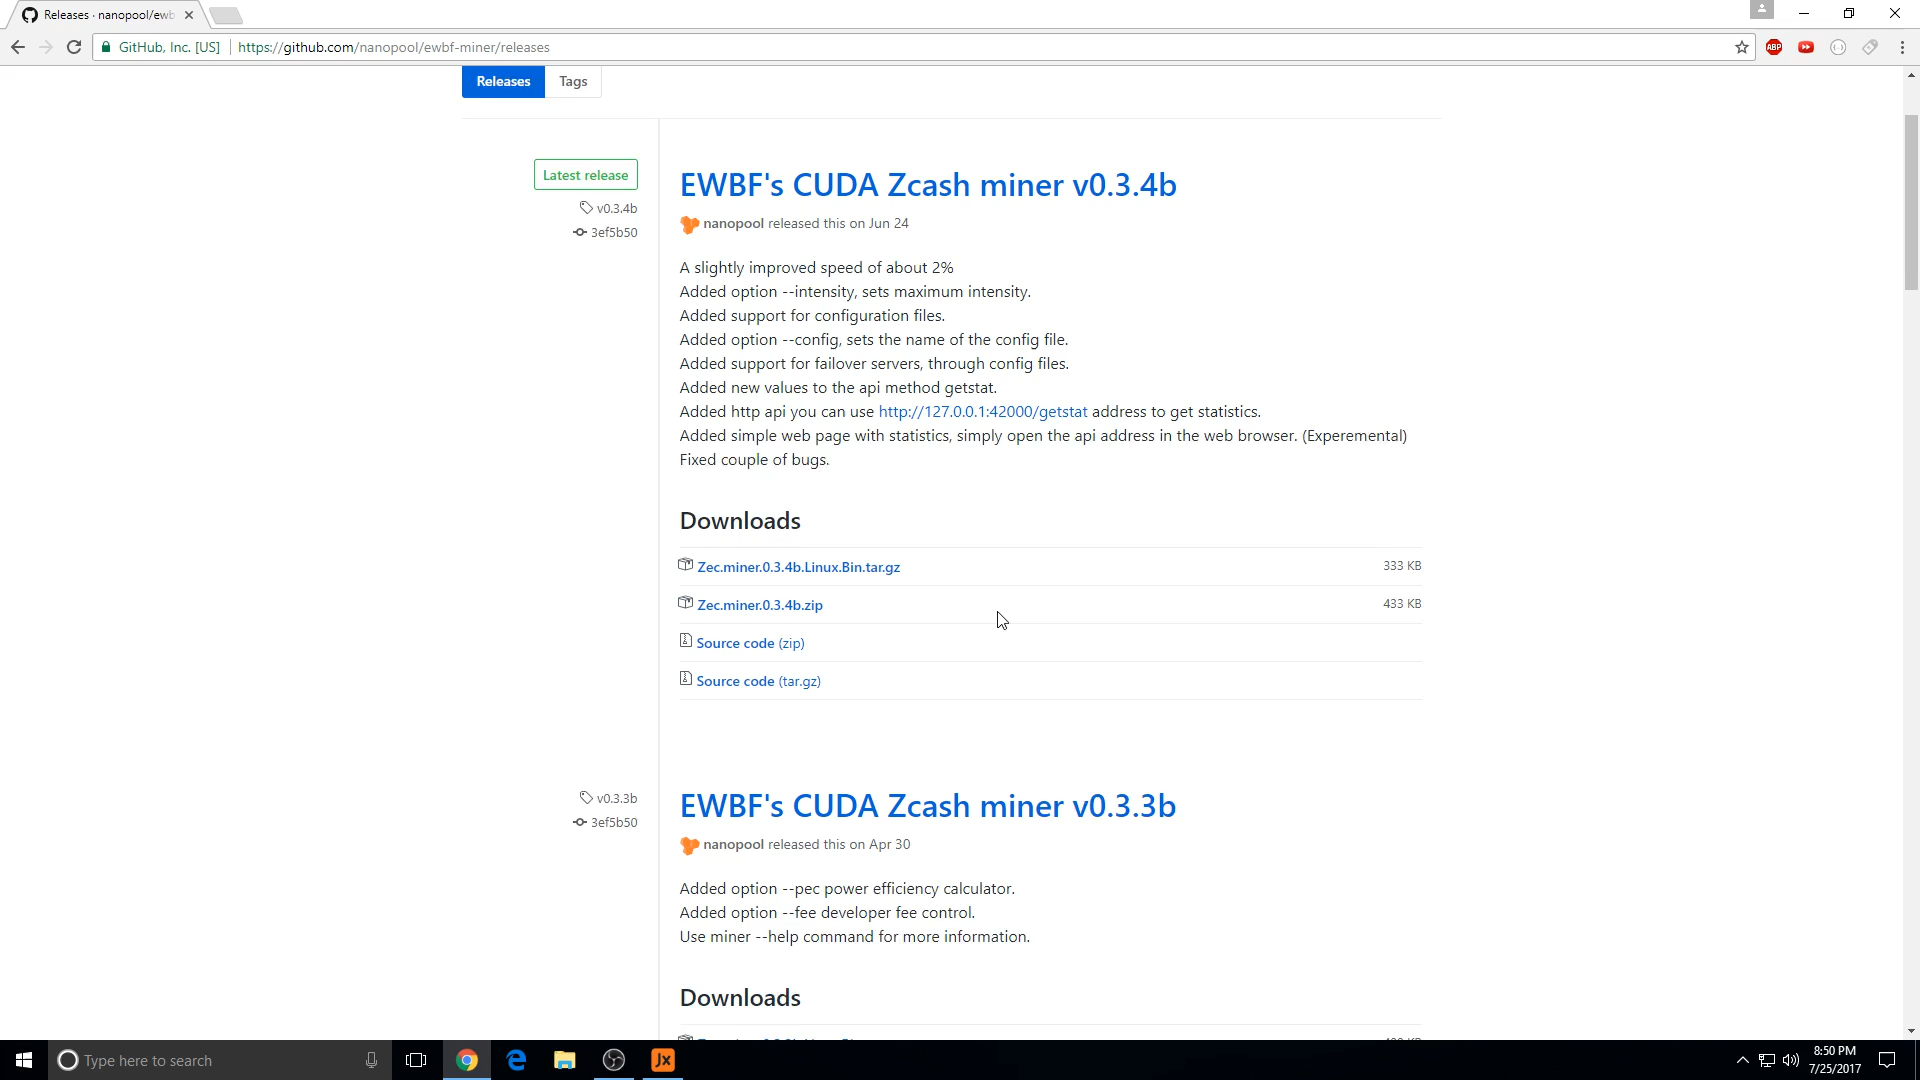 Releases · nanopool/ewb
GitHub, Inc. [US]
https://github.com/nanopool/ewbf-miner/releases
ABP
Releases
Tags
Latest release
v0.3.4b
3ef5b50
EWBF's CUDA Zcash miner v0.3.4b
nanopool released this on Jun 24
A slightly improved speed of about 2%
Added option --intensity, sets maximum intensity.
Added support for configuration files.
Added option --config, sets the name of the config file.
Added support for failover servers, through config files.
Added new values to the api method getstat.
Added http api you can use http://127.0.0.1:42000/getstat address to get statistics.
Added simple web page with statistics, simply open the api address in the web browser. (Experemental)
Fixed couple of bugs.
Downloads
Zec.miner.0.3.4b.Linux.Bin.tar.gz 333 KB
Zec.miner.0.3.4b.zip 433 KB
Source code (zip)
Source code (tar.gz)
v0.3.3b
3ef5b50
EWBF's CUDA Zcash miner v0.3.3b
nanopool released this on Apr 30
Added option --pec power efficiency calculator.
Added option --fee developer fee control.
Use miner --help command for more information.
Downloads
Type here to search
Jx
8:50 PM
7/25/2017